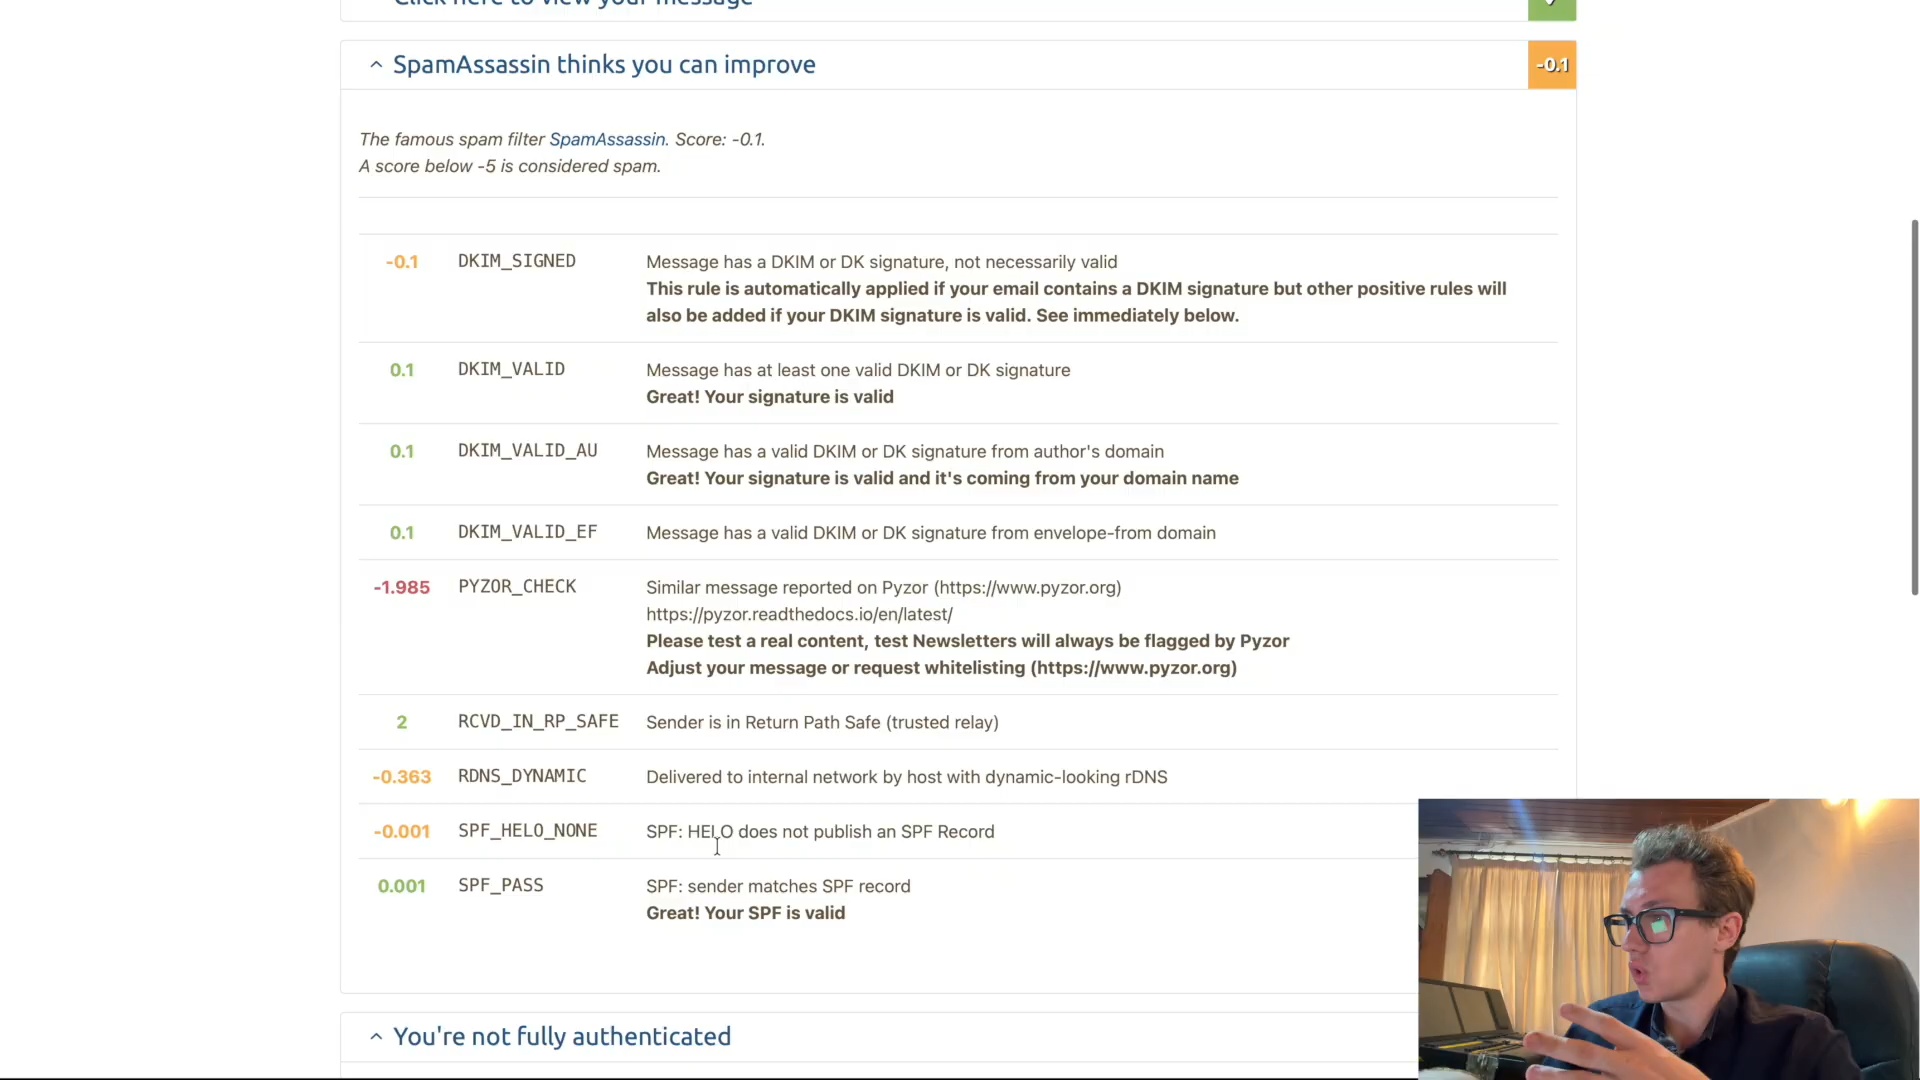 Click here to view your message
SpamAssassin thinks you can improve
-0.1
The famous spam filter SpamAssassin. Score: -0.1.
A score below -5 is considered spam.
-0.1 DKIM_SIGNED Message has a DKIM or DK signature, not necessarily valid
This rule is automatically applied if your email contains a DKIM signature but other positive rules will
also be added if your DKIM signature is valid. See immediately below.
0.1 DKIM_VALID Message has at least one valid DKIM or DK signature
Great! Your signature is valid
0.1 DKIM_VALID_AU Message has a valid DKIM or DK signature from author's domain
Great! Your signature is valid and it's coming from your domain name
0.1 DKIM_VALID_EF Message has a valid DKIM or DK signature from envelope-from domain
-1.985 PYZOR_CHECK Similar message reported on Pyzor (https://www.pyzor.org)
https://pyzor.readthedocs.io/en/latest/
Please test a real content, test Newsletters will always be flagged by Pyzor
Adjust your message or request whitelisting (https://www.pyzor.org)
2 RCVD_IN_RP_SAFE Sender is in Return Path Safe (trusted relay)
-0.363 RDNS_DYNAMIC Delivered to internal network by host with dynamic-looking rDNS
-0.001 SPF_HELO_NONE SPF: HELO does not publish an SPF Record
0.001 SPF_PASS SPF: sender matches SPF record
Great! Your SPF is valid
You're not fully authenticated